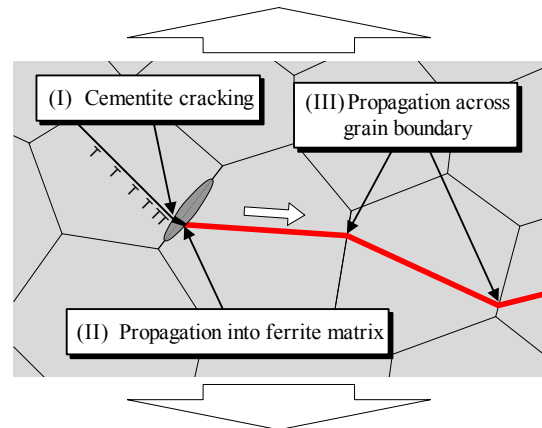 (I) Cementite cracking
(III) Propagation across
grain boundary
(II) Propagation into ferrite matrix